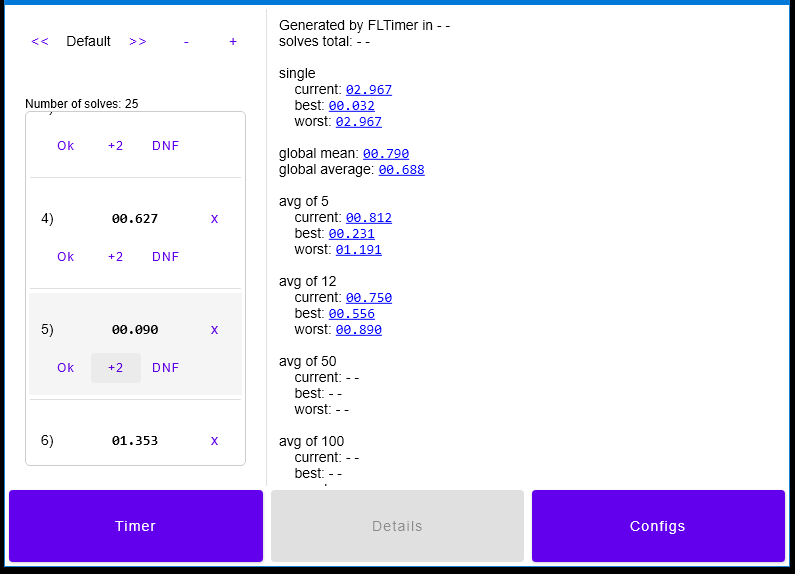 << Default >> - +
Number of solves: 25
Ok +2 DNF
4) 00.627 x
Ok +2 DNF
5) 00.090 x
Ok +2 DNF
6) 01.353 x
Generated by FLTimer in - -
solves total: - -
single
current: 02.967
best: 00.032
worst: 02.967
global mean: 00.790
global average: 00.688
avg of 5
current: 00.812
best: 00.231
worst: 01.191
avg of 12
current: 00.750
best: 00.556
worst: 00.890
avg of 50
current: - -
best: - -
worst: - -
avg of 100
current: - -
best: - -
Timer Details Configs